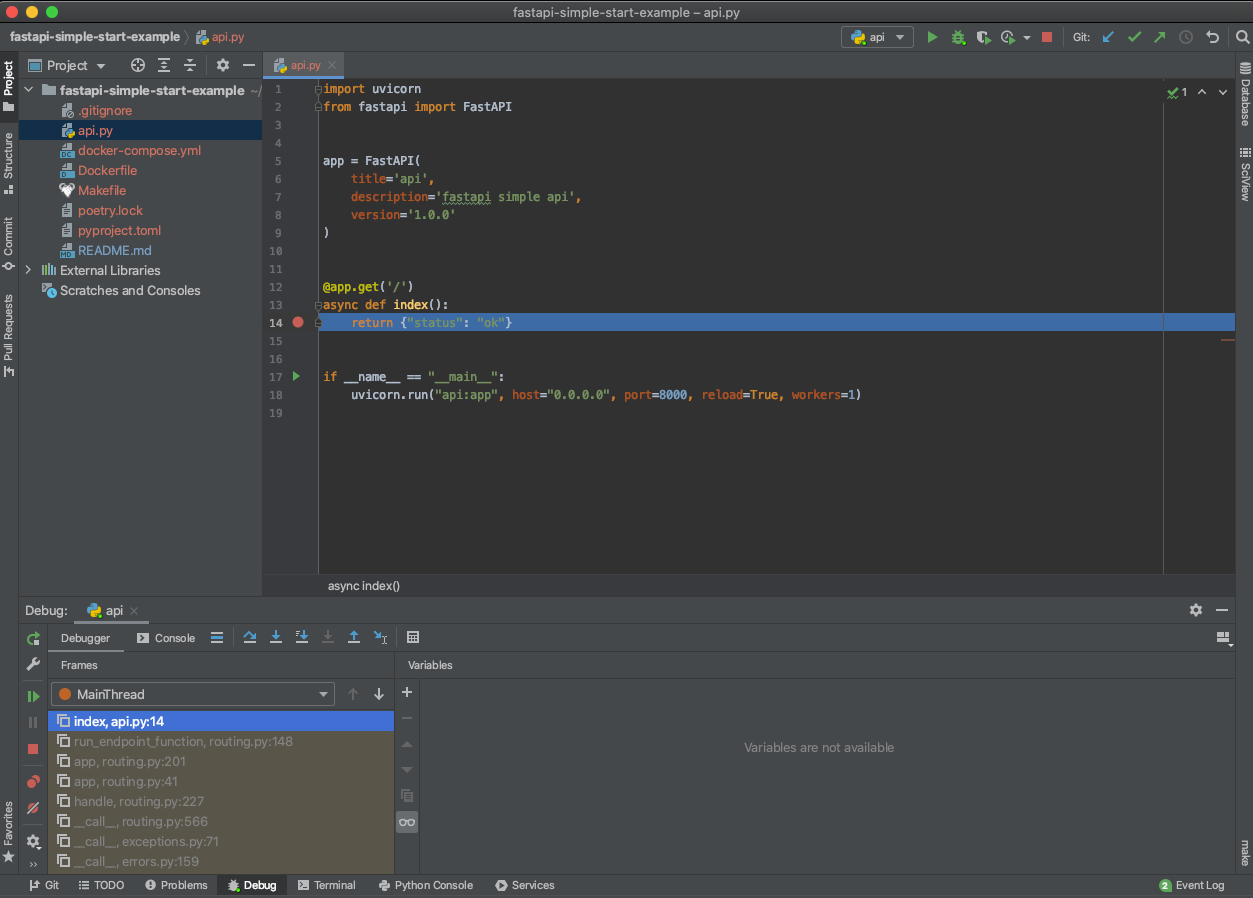 fastapi-simple-start-example – api.py
fastapi-simple-start-example api.py api Git:
Project
api.py
fastapi-simple-start-example ~/
.gitignore
api.py
docker-compose.yml
Dockerfile
Makefile
poetry.lock
pyproject.toml
README.md
External Libraries
Scratches and Consoles
Project
Structure
Commit
Pull Requests
Favorites
1 import uvicorn
2 from fastapi import FastAPI
3
4
5 app = FastAPI(
6 title='api',
7 description='fastapi simple api',
8 version='1.0.0'
9 )
10
11
12 @app.get('/')
13 async def index():
14 return {"status": "ok"}
15
16
17 if __name__ == "__main__":
18 uvicorn.run("api:app", host="0.0.0.0", port=8000, reload=True, workers=1)
19
1
Database
SciView
make
async index()
Debug: api
Debugger Console
Frames
Variables
MainThread
index, api.py:14
run_endpoint_function, routing.py:148
app, routing.py:201
app, routing.py:41
handle, routing.py:227
__call__, routing.py:566
__call__, exceptions.py:71
__call__, errors.py:159
Variables are not available
Git TODO Problems Debug Terminal Python Console Services 2 Event Log